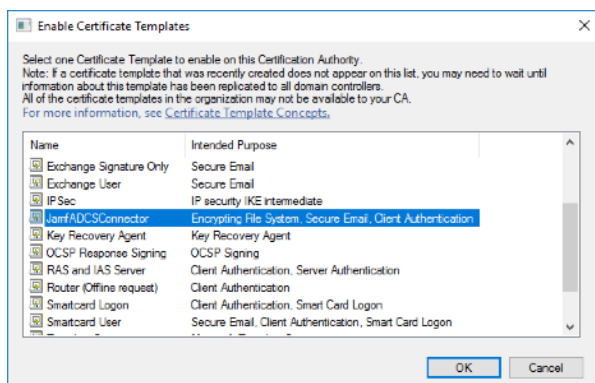 Enable Certificate Templates
Select one Certificate Template to enable on this Certification Authority.
Note: If a certificate template that was recently created does not appear on this list, you may need to wait until
information about this template has been replicated to all domain controllers.
All of the certificate templates in the organization may not be available to your CA.
For more information, see Certificate Template Concepts.
Name Intended Purpose
Exchange Signature Only Secure Email
Exchange User Secure Email
IPSec IP security IKE intermediate
JamfADCSConnector Encrypting File System, Secure Email, Client Authentication
Key Recovery Agent Key Recovery Agent
OCSP Response Signing OCSP Signing
RAS and IAS Server Client Authentication, Server Authentication
Router (Offline request) Client Authentication
Smartcard Logon Client Authentication, Smart Card Logon
Smartcard User Secure Email, Client Authentication, Smart Card Logon
OK Cancel